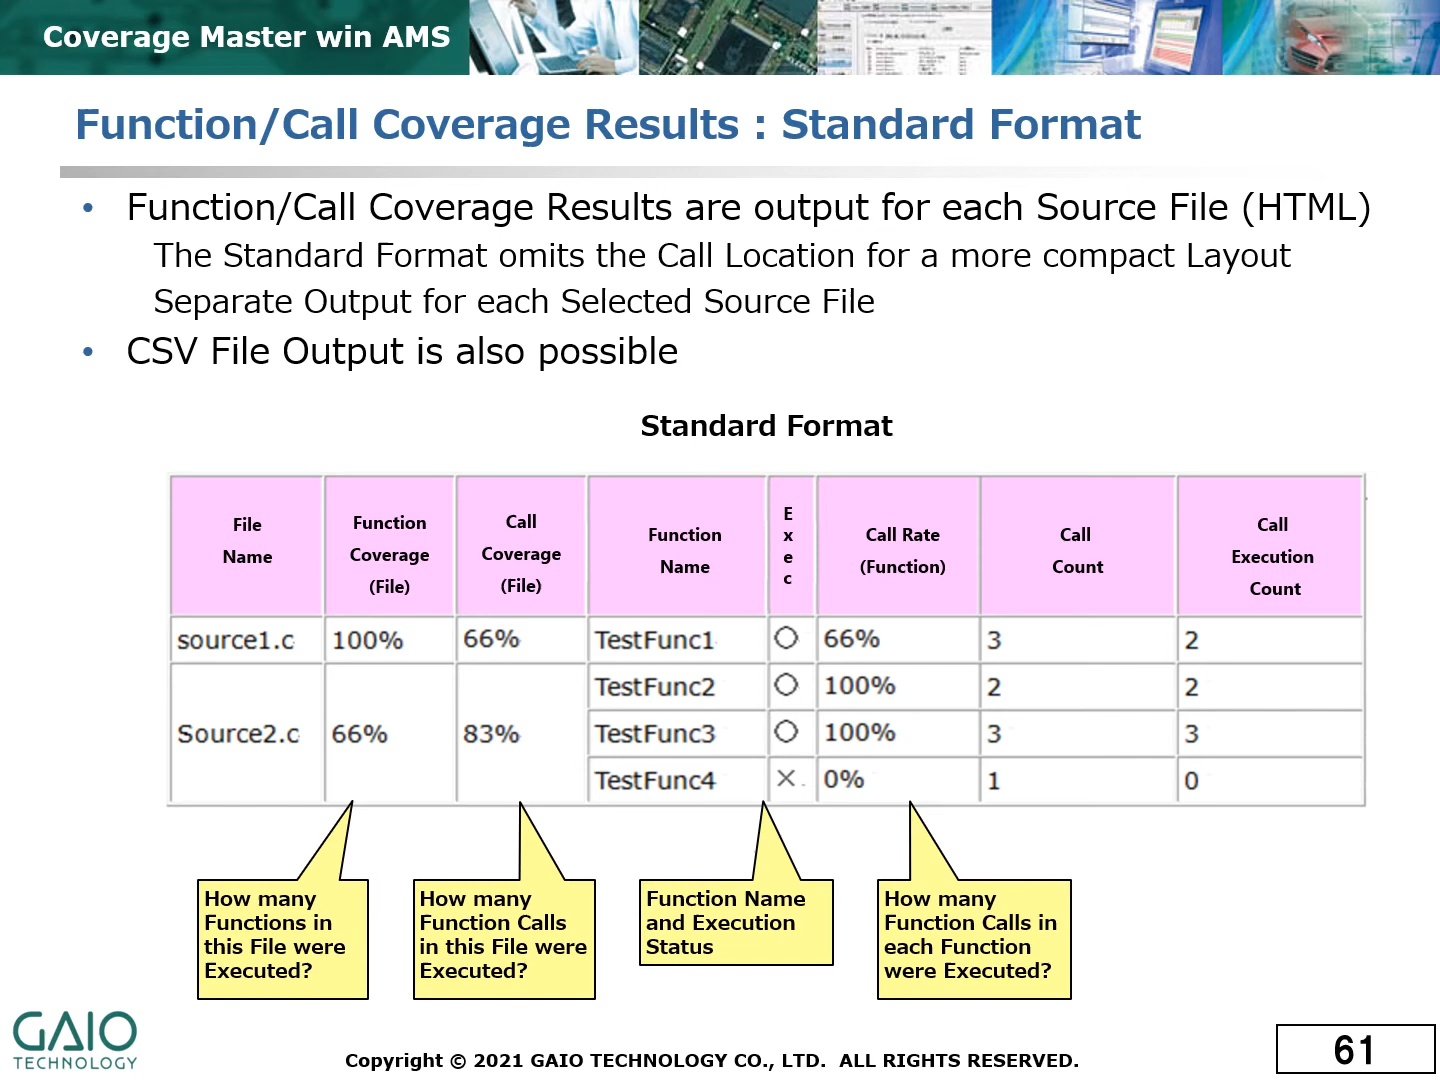 Coverage Master win AMS
Function/Call Coverage Results : Standard Format
• Function/Call Coverage Results are output for each Source File (HTML)
The Standard Format omits the Call Location for a more compact Layout
Separate Output for each Selected Source File
• CSV File Output is also possible
Standard Format
File Name
Function Coverage (File)
Call Coverage (File)
Function Name
Exec
Call Rate (Function)
Call Count
Call Execution Count
source1.c 100% 66% TestFunc1 ○ 66% 3 2
Source2.c 66% 83% TestFunc2 ○ 100% 2 2
TestFunc3 ○ 100% 3 3
TestFunc4 × 0% 1 0
How many
Functions in
this File were
Executed?
How many
Function Calls
in this File were
Executed?
Function Name
and Execution
Status
How many
Function Calls in
each Function
were Executed?
GAIO
TECHNOLOGY
Copyright © 2021 GAIO TECHNOLOGY CO., LTD. ALL RIGHTS RESERVED.
61